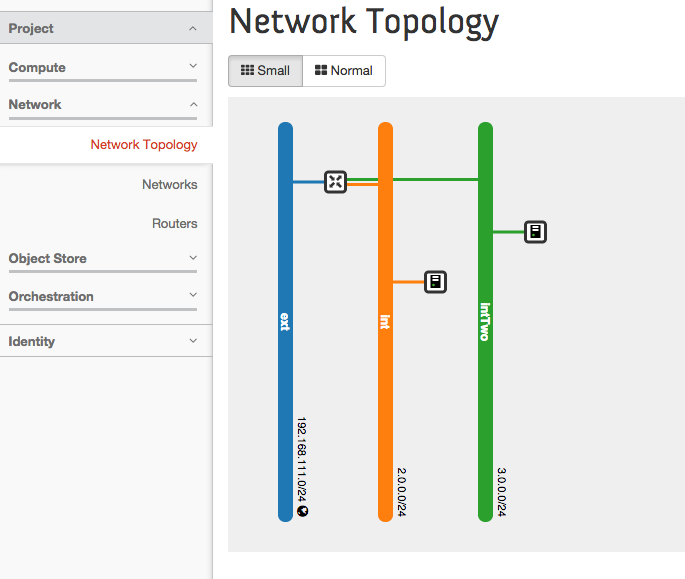 Project
Compute
Network
Network Topology
Networks
Routers
Object Store
Orchestration
Identity
Network Topology
Small Normal
ext
192.168.111.0/24
int
2.0.0.0/24
intTwo
3.0.0.0/24